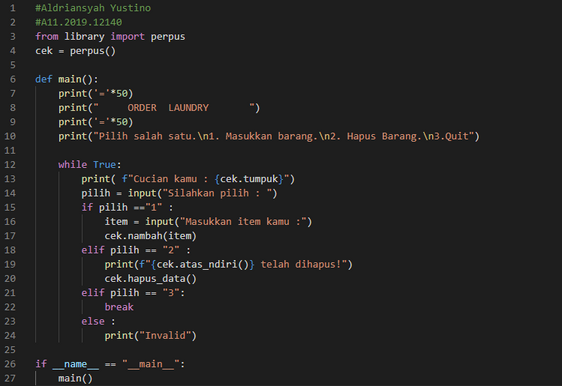 1 #Aldriansyah Yustino
2 #A11.2019.12140
3 from library import perpus
4 cek = perpus()
5
6 def main():
7     print('='*50)
8     print("     ORDER  LAUNDRY       ")
9     print('='*50)
10     print("Pilih salah satu.\n1. Masukkan barang.\n2. Hapus Barang.\n3.Quit")
11
12     while True:
13         print( f"Cucian kamu : {cek.tumpuk}")
14         pilih = input("Silahkan pilih : ")
15         if pilih =="1" :
16             item = input("Masukkan item kamu :")
17             cek.nambah(item)
18         elif pilih == "2" :
19             print(f"{cek.atas_ndiri()} telah dihapus!")
20             cek.hapus_data()
21         elif pilih == "3":
22             break
23         else :
24             print("Invalid")
25
26 if __name__ == "__main__":
27     main()